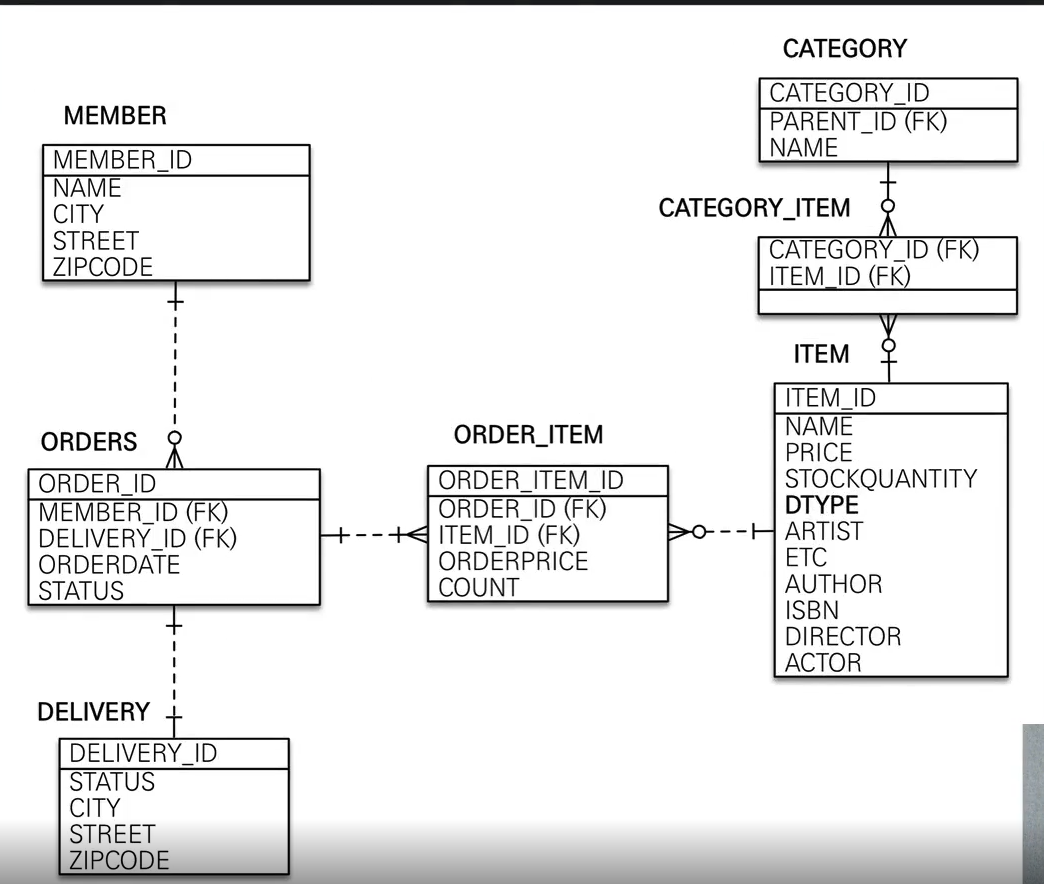 MEMBER
MEMBER_ID
NAME
CITY
STREET
ZIPCODE
ORDERS
ORDER_ID
MEMBER_ID (FK)
DELIVERY_ID (FK)
ORDERDATE
STATUS
DELIVERY
DELIVERY_ID
STATUS
CITY
STREET
ZIPCODE
ORDER_ITEM
ORDER_ITEM_ID
ORDER_ID (FK)
ITEM_ID (FK)
ORDERPRICE
COUNT
CATEGORY
CATEGORY_ID
PARENT_ID (FK)
NAME
CATEGORY_ITEM
CATEGORY_ID (FK)
ITEM_ID (FK)
ITEM
ITEM_ID
NAME
PRICE
STOCKQUANTITY
DTYPE
ARTIST
ETC
AUTHOR
ISBN
DIRECTOR
ACTOR